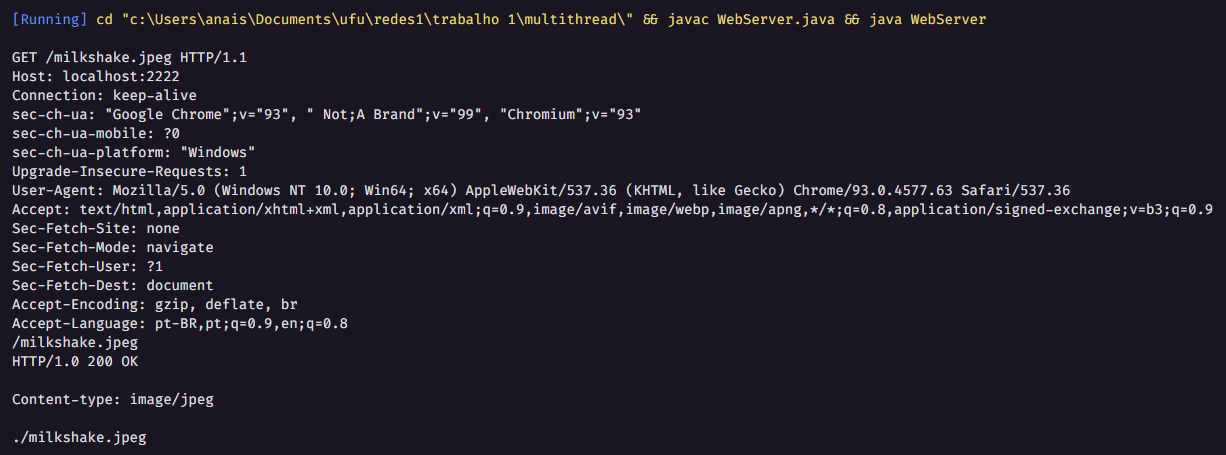 [Running] cd "c:\Users\anais\Documents\ufu\redes1\trabalho 1\multithread\" && javac WebServer.java && java WebServer
GET /milkshake.jpeg HTTP/1.1
Host: localhost:2222
Connection: keep-alive
sec-ch-ua: "Google Chrome";v="93", " Not;A Brand";v="99", "Chromium";v="93"
sec-ch-ua-mobile: ?0
sec-ch-ua-platform: "Windows"
Upgrade-Insecure-Requests: 1
User-Agent: Mozilla/5.0 (Windows NT 10.0; Win64; x64) AppleWebKit/537.36 (KHTML, like Gecko) Chrome/93.0.4577.63 Safari/537.36
Accept: text/html,application/xhtml+xml,application/xml;q=0.9,image/avif,image/webp,image/apng,*/*;q=0.8,application/signed-exchange;v=b3;q=0.9
Sec-Fetch-Site: none
Sec-Fetch-Mode: navigate
Sec-Fetch-User: ?1
Sec-Fetch-Dest: document
Accept-Encoding: gzip, deflate, br
Accept-Language: pt-BR,pt;q=0.9,en;q=0.8
/milkshake.jpeg
HTTP/1.0 200 OK
Content-type: image/jpeg
./milkshake.jpeg